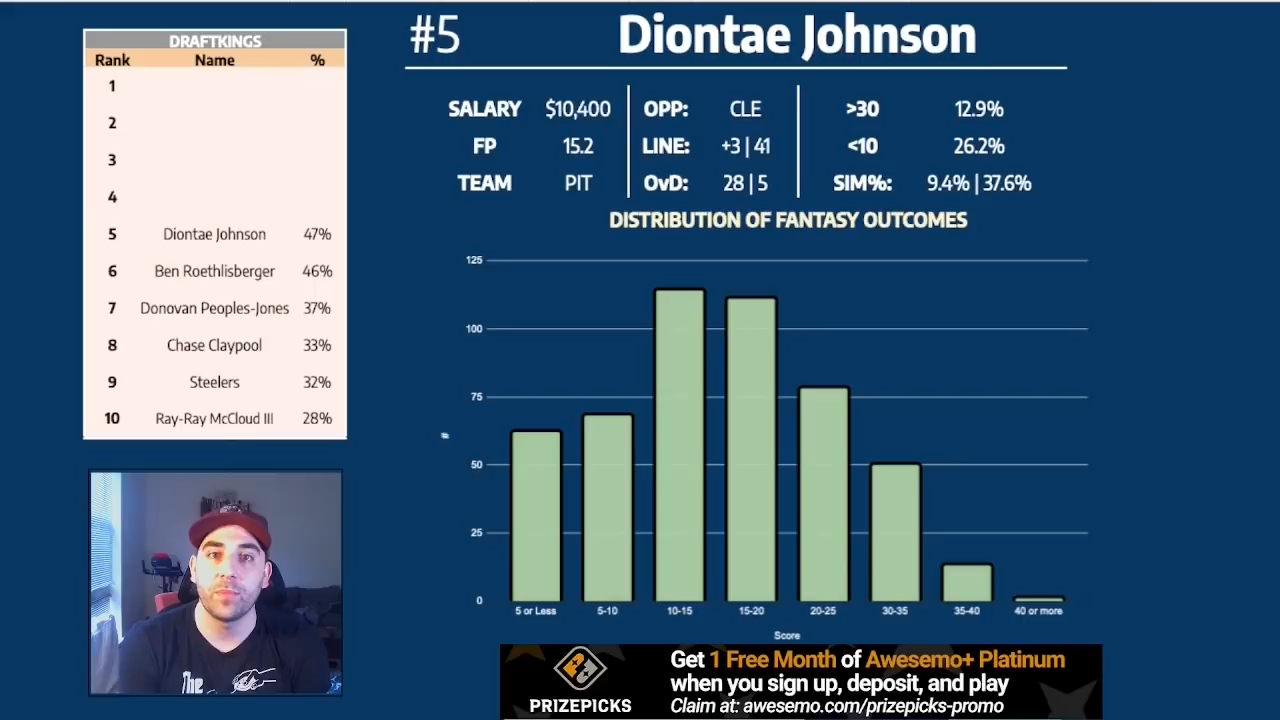 DRAFTKINGS
Rank Name %
1
2
3
4
5 Diontae Johnson 47%
6 Ben Roethlisberger 46%
7 Donovan Peoples-Jones 37%
8 Chase Claypool 33%
9 Steelers 32%
10 Ray-Ray McCloud III 28%
#5 Diontae Johnson
SALARY $10,400 OPP: CLE >30 12.9%
FP 15.2 LINE: +3 | 41 <10 26.2%
TEAM PIT OvD: 28 | 5 SIM%: 9.4% | 37.6%
DISTRIBUTION OF FANTASY OUTCOMES
125
100
75
50
25
0
#
5 or Less 5-10 10-15 15-20 20-25 30-35 35-40 40 or more
Score
The
PRIZEPICKS
Get 1 Free Month of Awesemo+ Platinum
when you sign up, deposit, and play
Claim at: awesemo.com/prizepicks-promo